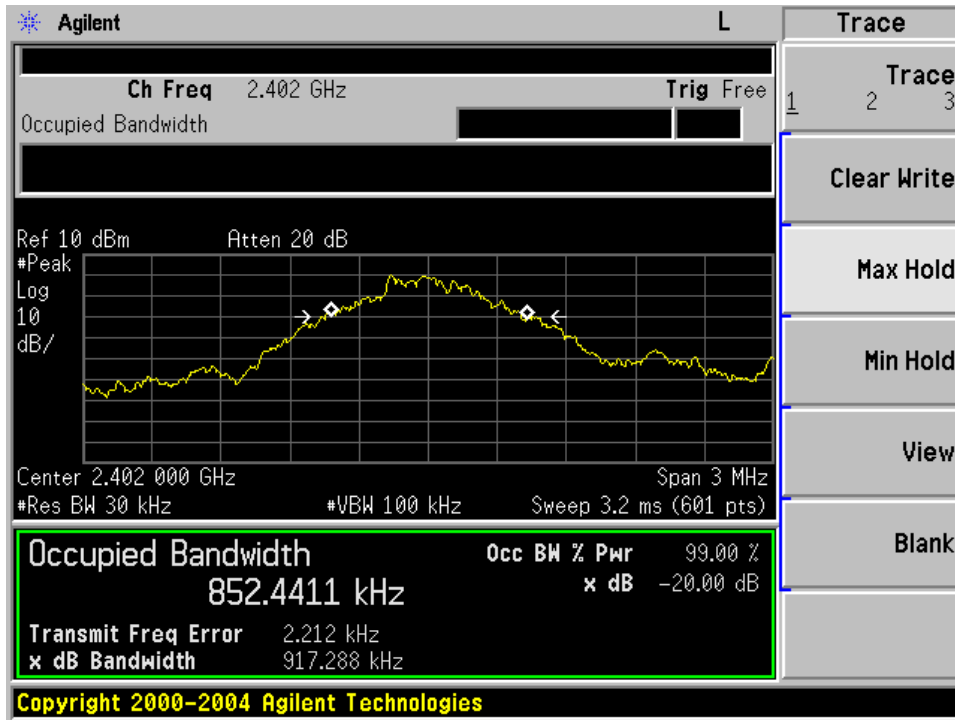 Agilent L Trace
Ch Freq 2.402 GHz Trig Free
Occupied Bandwidth
Trace
1 2 3
Clear Write
Max Hold
Min Hold
View
Blank
Ref 10 dBm Atten 20 dB
#Peak
Log
10
dB/
Center 2.402 000 GHz Span 3 MHz
#Res BW 30 kHz #VBW 100 kHz Sweep 3.2 ms (601 pts)
Occupied Bandwidth Occ BW % Pwr 99.00 %
852.4411 kHz x dB -20.00 dB
Transmit Freq Error 2.212 kHz
x dB Bandwidth 917.288 kHz
Copyright 2000-2004 Agilent Technologies